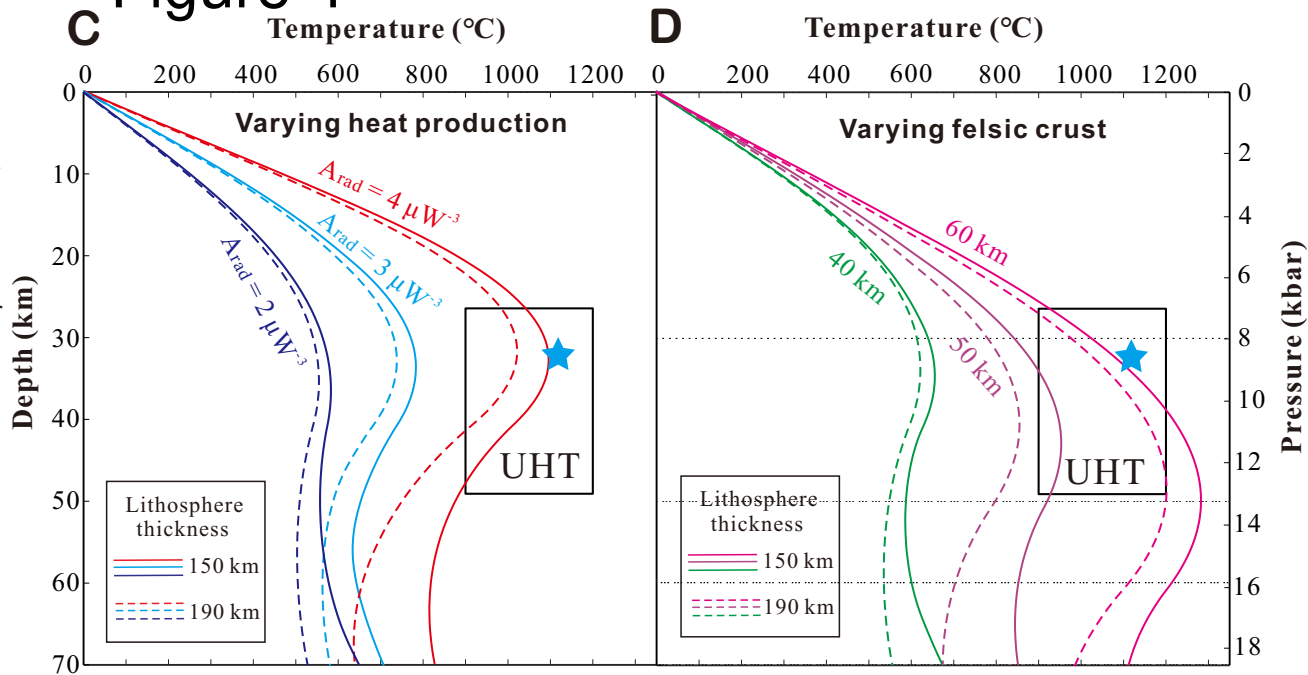 C
Temperature (°C)
0 200 400 600 800 1000 1200
Varying heat production
Depth (km)
0
10
20
30
40
50
60
70
Arad = 4 μW-3
Arad = 3 μW-3
Arad = 2 μW-3
UHT
Lithosphere
thickness
150 km
190 km
D
Temperature (°C)
0 200 400 600 800 1000 1200
Varying felsic crust
60 km
40 km
50 km
UHT
Lithosphere
thickness
150 km
190 km
0
2
4
6
8
10
12
14
16
18
Pressure (kbar)